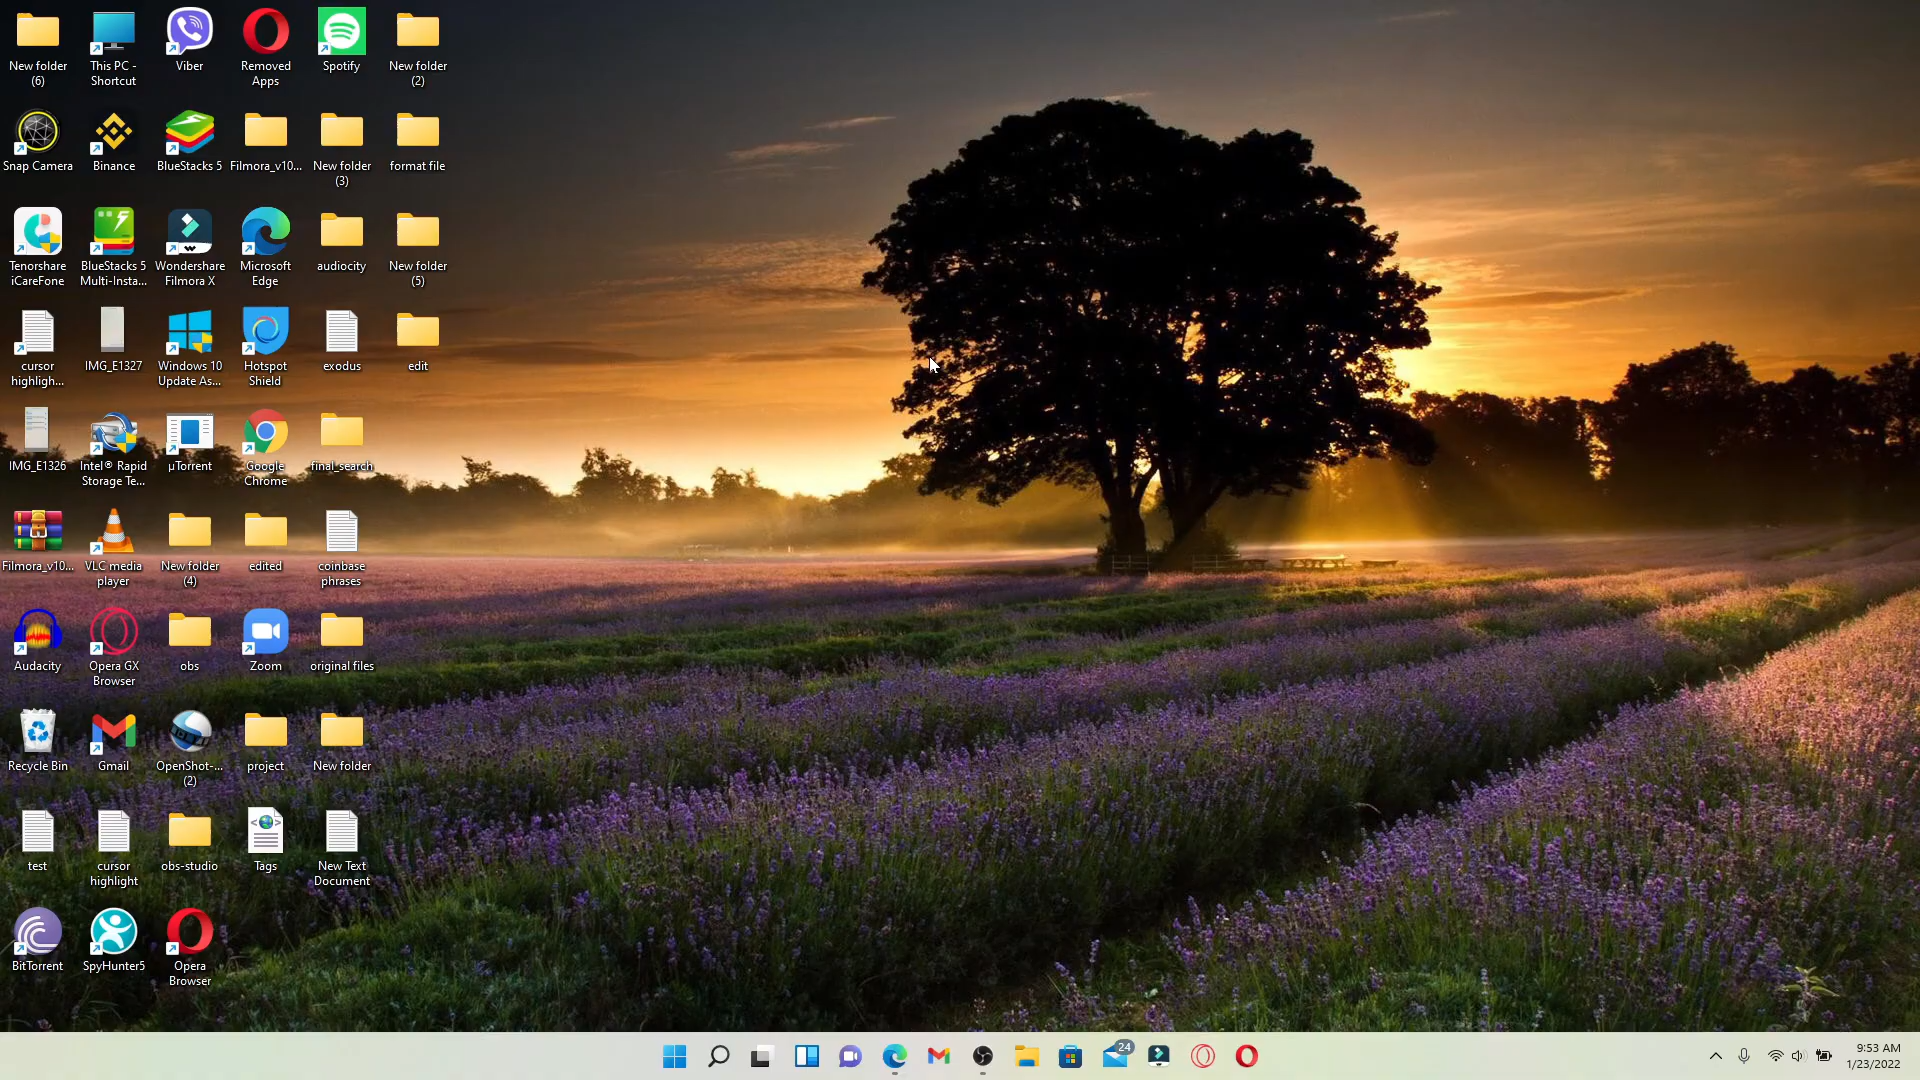 New folder
(6)
This PC -
Shortcut
Viber
Removed
Apps
Spotify
New folder
(2)
Snap Camera
Binance
BlueStacks 5
Filmora_v10...
New folder
(3)
format file
Tenorshare
iCareFone
BlueStacks 5
Multi-Insta...
Wondershare
Filmora X
Microsoft
Edge
audiocity
New folder
(5)
cursor
highligh...
IMG_E1327
Windows 10
Update As...
Hotspot
Shield
exodus
edit
IMG_E1326
Intel® Rapid
Storage Te...
µTorrent
Google
Chrome
final_search
Filmora_v10...
VLC media
player
New folder
(4)
edited
coinbase
phrases
Audacity
Opera GX
Browser
obs
Zoom
original files
Recycle Bin
Gmail
OpenShot-...
(2)
project
New folder
test
cursor
highlight
obs-studio
Tags
New Text
Document
BitTorrent
SpyHunter5
Opera
Browser
24
9:53 AM
1/23/2022